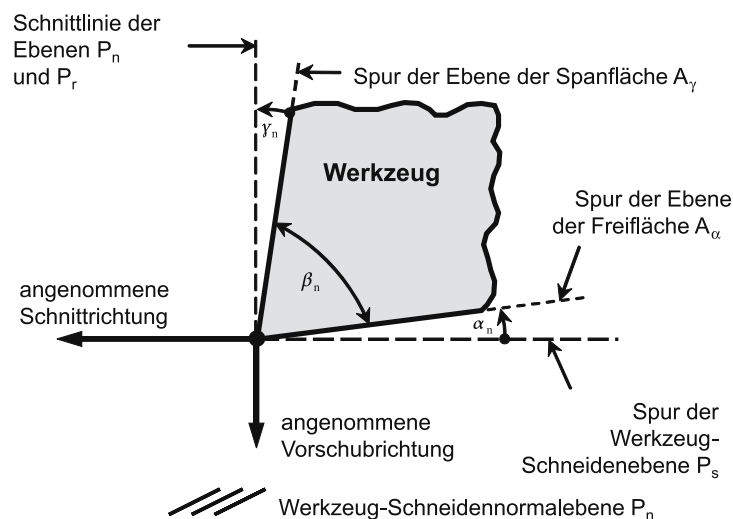 Schnittlinie der
Ebenen Pn
und Pr
Spur der Ebene der Spanfläche Aγ
γn
Werkzeug
Spur der Ebene
der Freifläche Aα
βn
angenommene
Schnittrichtung
αn
angenommene
Vorschubrichtung
Spur der
Werkzeug-
Schneidenebene Ps
Werkzeug-Schneidennormalebene Pn